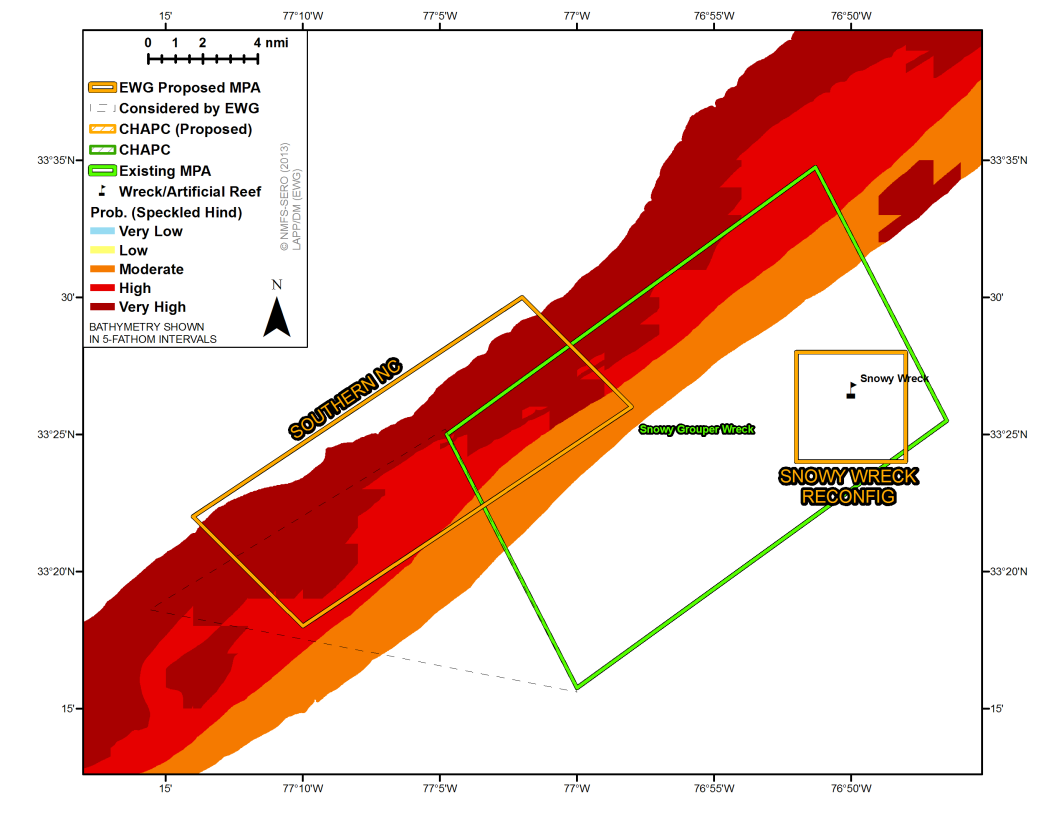 15'
77°10'W
77°5'W
77°W
76°55'W
76°50'W
0 1 2 4 nmi
EWG Proposed MPA
Considered by EWG
CHAPC (Proposed)
CHAPC
Existing MPA
Wreck/Artificial Reef
Prob. (Speckled Hind)
Very Low
Low
Moderate
High
Very High
BATHYMETRY SHOWN
IN 5-FATHOM INTERVALS
© NMFS-SERO (2013)
LAPP/DM (EWG)
N
33°35'N
33°35'N
30'
30'
SOUTHERN NC
Snowy Wreck
Snowy Grouper Wreck
33°25'N
33°25'N
SNOWY WRECK
RECONFIG
33°20'N
33°20'N
15'
15'
15'
77°10'W
77°5'W
77°W
76°55'W
76°50'W